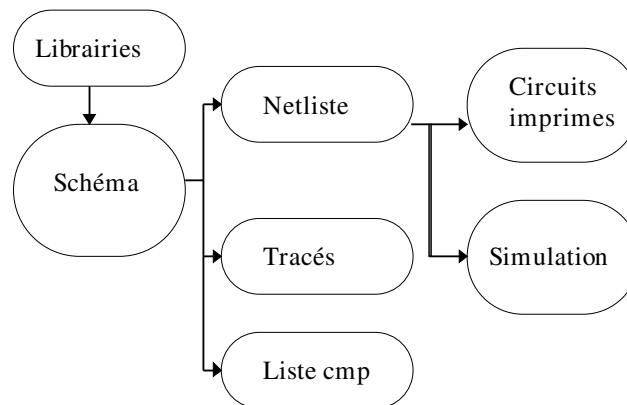 Librairies
Schéma
Netliste
Tracés
Liste cmp
Circuits
imprimes
Simulation